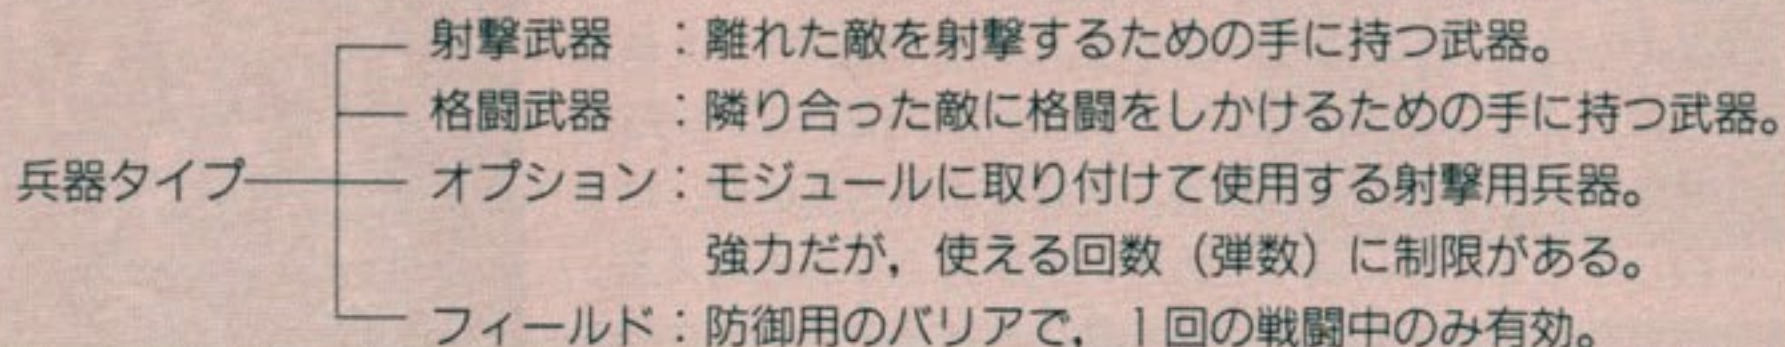 射撃武器　：離れた敵を射撃するための手に持つ武器。
格闘武器　：隣り合った敵に格闘をしかけるための手に持つ武器。
兵器タイプ　オプション：モジュールに取り付けて使用する射撃用兵器。
強力だが，使える回数（弾数）に制限がある。
フィールド：防御用のバリアで，1回の戦闘中のみ有効。